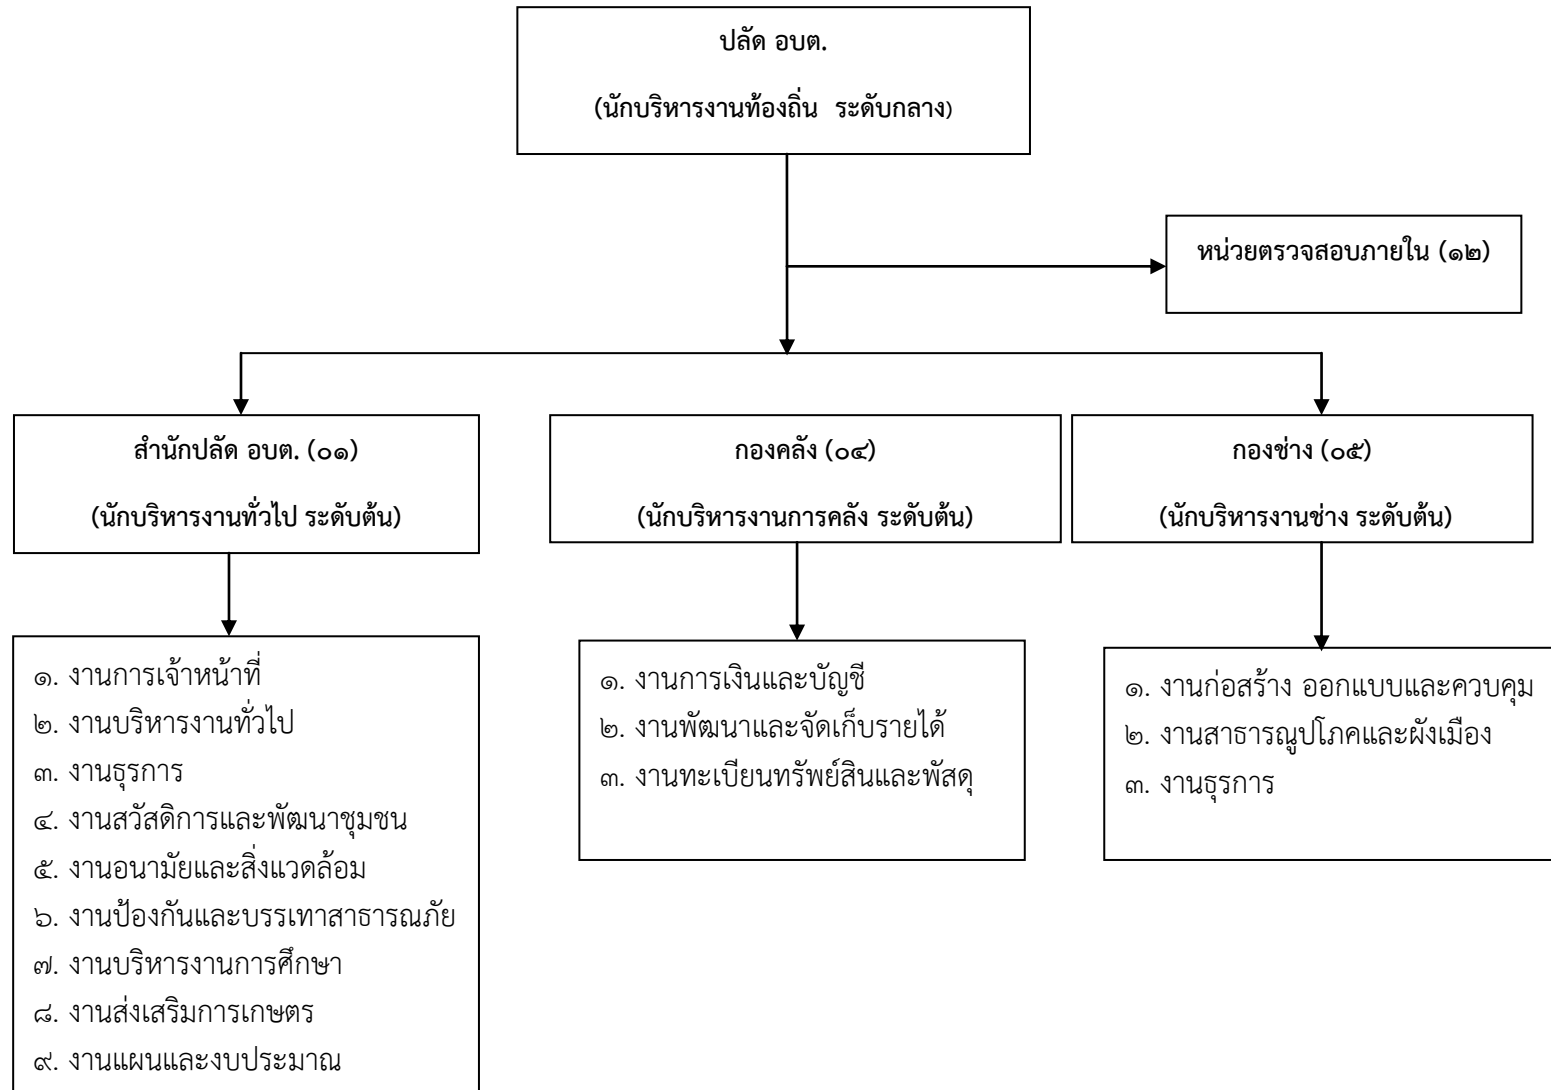 ปลัด อบต.
(นักบริหารงานท้องถิ่น ระดับกลาง)
หน่วยตรวจสอบภายใน (๑๒)
สำนักปลัด อบต. (๐๑)
(นักบริหารงานทั่วไป ระดับต้น)
กองคลัง (๐๔)
(นักบริหารงานการคลัง ระดับต้น)
กองช่าง (๐๕)
(นักบริหารงานช่าง ระดับต้น)
๑. งานการเจ้าหน้าที่
๒. งานบริหารงานทั่วไป
๓. งานธุรการ
๔. งานสวัสดิการและพัฒนาชุมชน
๕. งานอนามัยและสิ่งแวดล้อม
๖. งานป้องกันและบรรเทาสาธารณภัย
๗. งานบริหารงานการศึกษา
๘. งานส่งเสริมการเกษตร
๙. งานแผนและงบประมาณ
๑. งานการเงินและบัญชี
๒. งานพัฒนาและจัดเก็บรายได้
๓. งานทะเบียนทรัพย์สินและพัสดุ
๑. งานก่อสร้าง ออกแบบและควบคุม
๒. งานสาธารณูปโภคและผังเมือง
๓. งานธุรการ